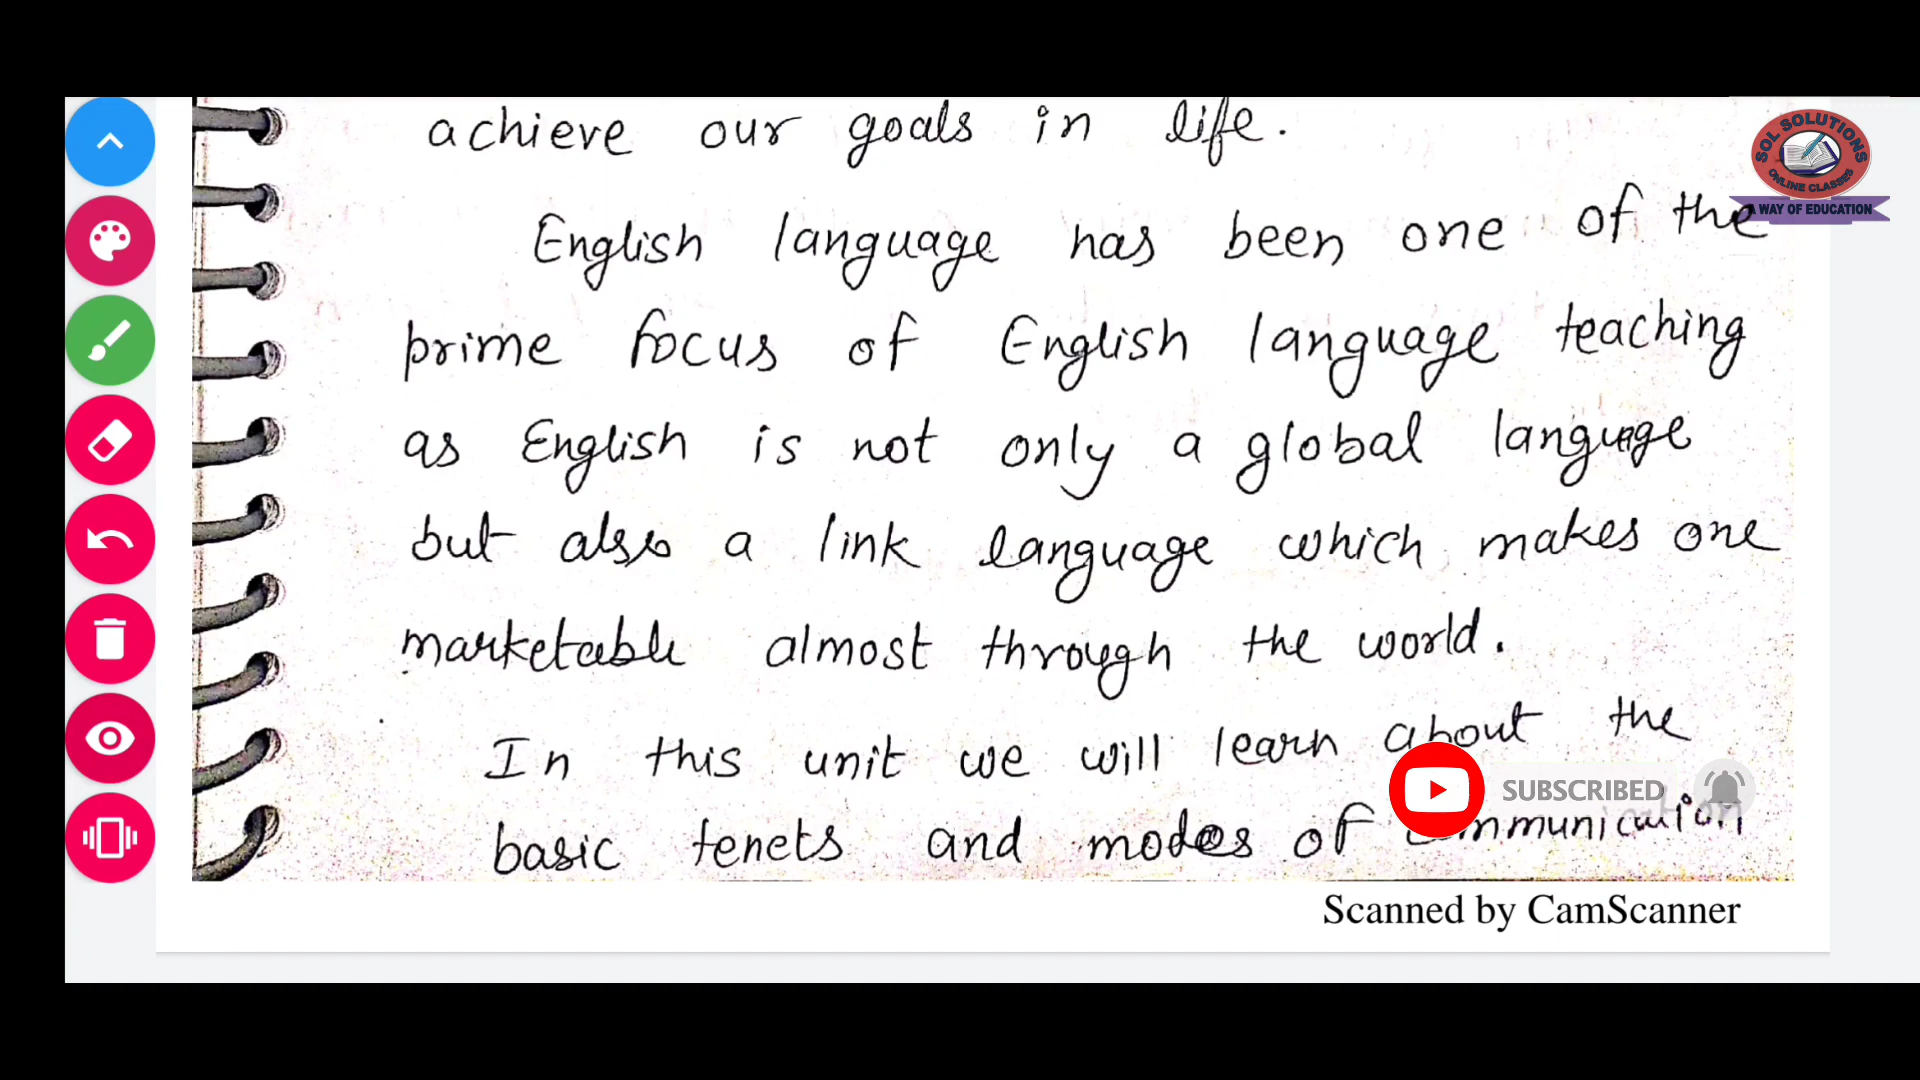 achieve our goals in life.
SOL SOLUTIONS
ONLINE CLASSES
A WAY OF EDUCATION
English language has been one of the
prime focus of English language teaching
as English is not only a global language
but also a link language which makes one
marketable almost through the world.
In this unit we will learn about the
SUBSCRIBED
basic tenets and modes of communication
Scanned by CamScanner